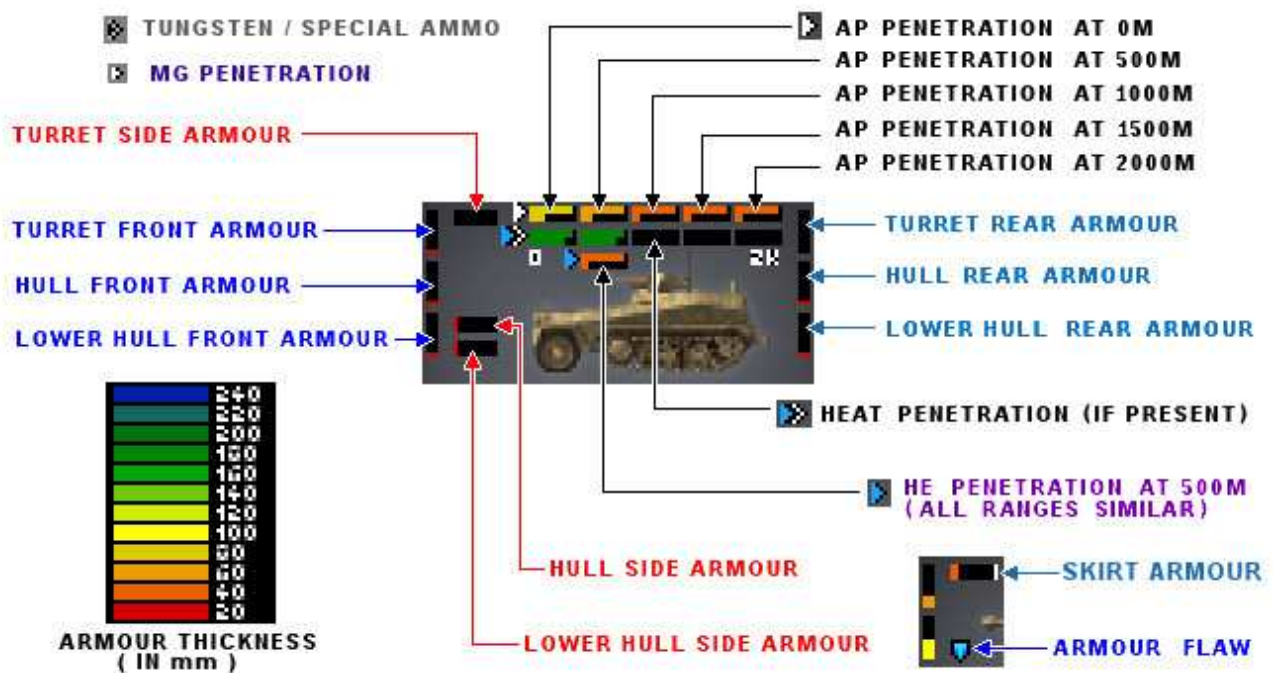 TUNGSTEN / SPECIAL AMMO
MG PENETRATION
AP PENETRATION AT 0M
AP PENETRATION AT 500M
AP PENETRATION AT 1000M
AP PENETRATION AT 1500M
AP PENETRATION AT 2000M
TURRET SIDE ARMOUR
TURRET FRONT ARMOUR
HULL FRONT ARMOUR
LOWER HULL FRONT ARMOUR
0
2K
TURRET REAR ARMOUR
HULL REAR ARMOUR
LOWER HULL REAR ARMOUR
240
220
200
180
160
140
120
100
80
60
40
20
ARMOUR THICKNESS
( IN mm )
HEAT PENETRATION (IF PRESENT)
HE PENETRATION AT 500M
(ALL RANGES SIMILAR)
HULL SIDE ARMOUR
LOWER HULL SIDE ARMOUR
SKIRT ARMOUR
ARMOUR FLAW